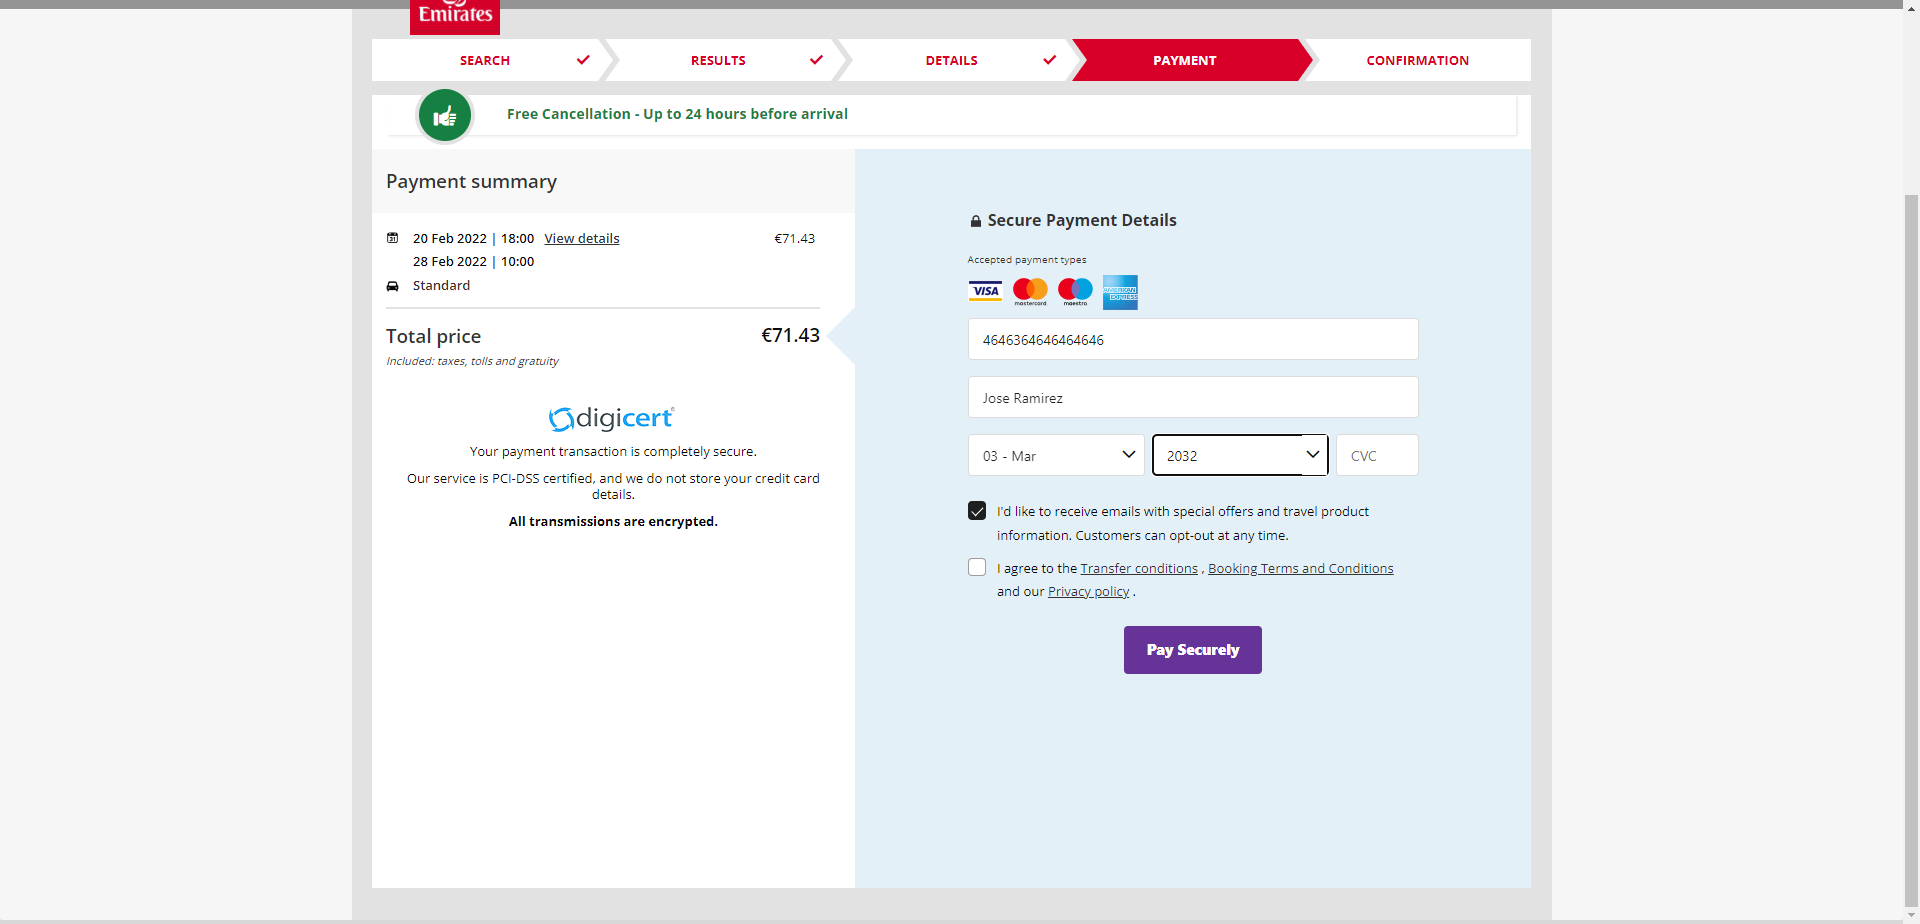 Emirates
SEARCH
RESULTS
DETAILS
PAYMENT
CONFIRMATION
Free Cancellation - Up to 24 hours before arrival
Payment summary
31
20 Feb 2022 | 18:00 View details €71.43
28 Feb 2022 | 10:00
Standard
Total price €71.43
Included: taxes, tolls and gratuity
digicert®
Your payment transaction is completely secure.
Our service is PCI-DSS certified, and we do not store your credit card
details.
All transmissions are encrypted.
Secure Payment Details
Accepted payment types
VISA
mastercard
maestro
AMERICAN
EXPRESS
4646364646464646
Jose Ramirez
03 - Mar
2032
CVC
I'd like to receive emails with special offers and travel product
information. Customers can opt-out at any time.
I agree to the Transfer conditions , Booking Terms and Conditions
and our Privacy policy .
Pay Securely